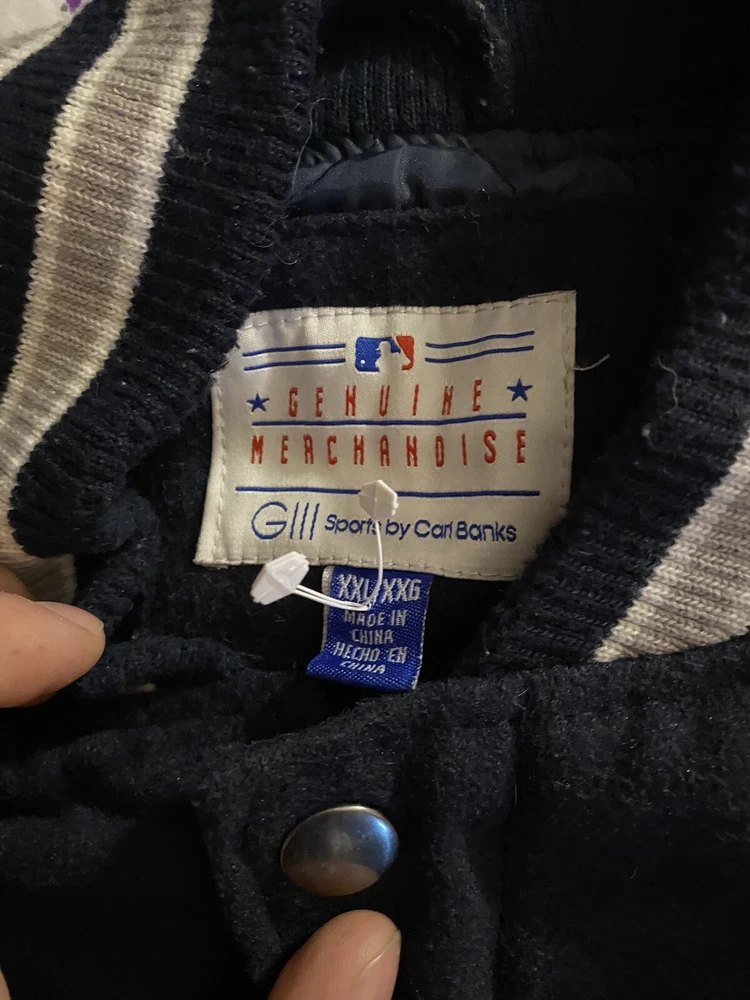 GENUINE
MERCHANDISE
GIII Sports by Carl Banks
XXL/XXG
MADE IN
CHINA
HECHO EN
CHINA